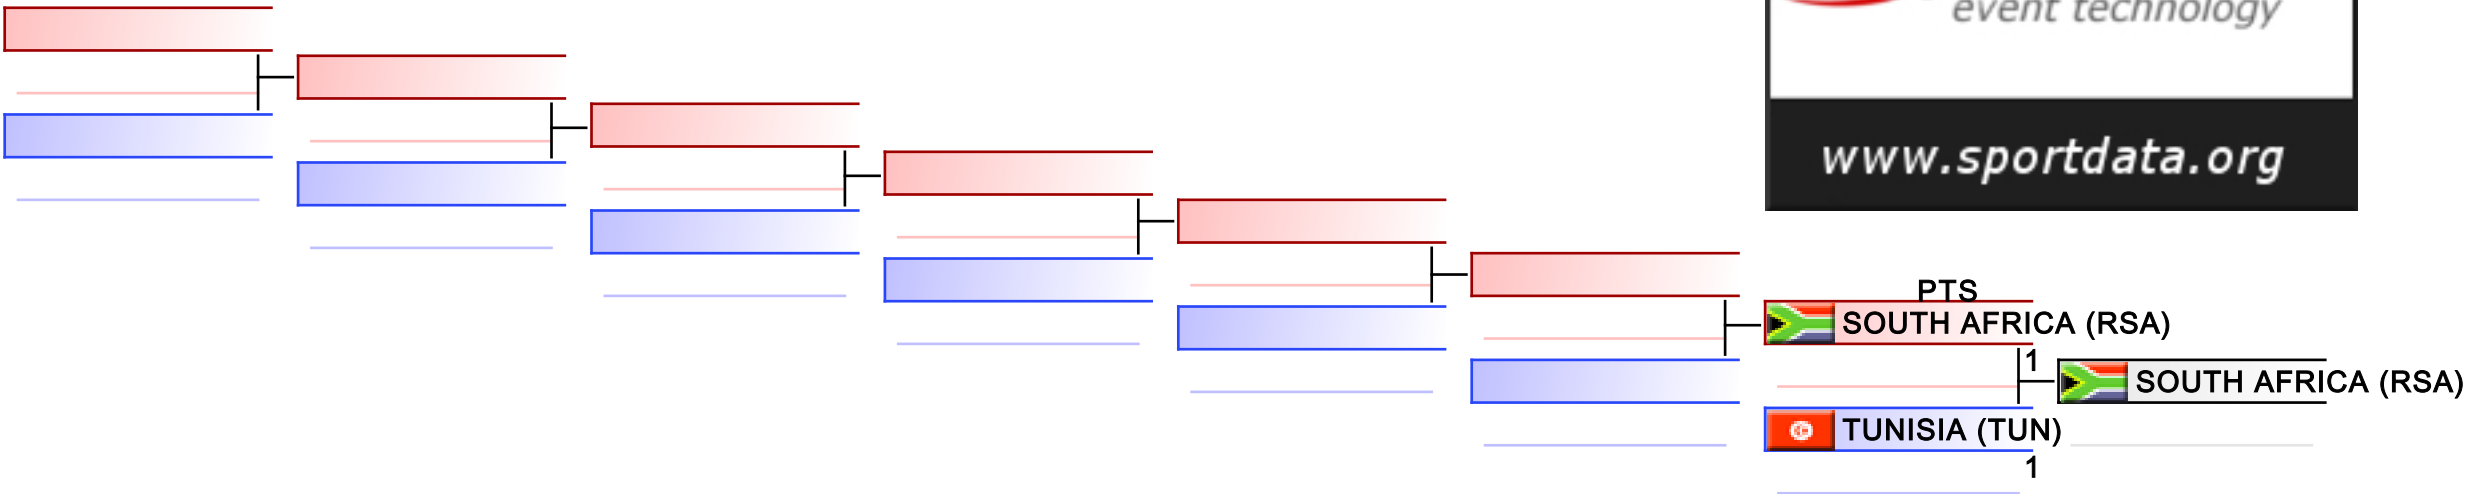 event technology
www.sportdata.org
PTS
SOUTH AFRICA (RSA)
1
SOUTH AFRICA (RSA)
TUNISIA (TUN)
1